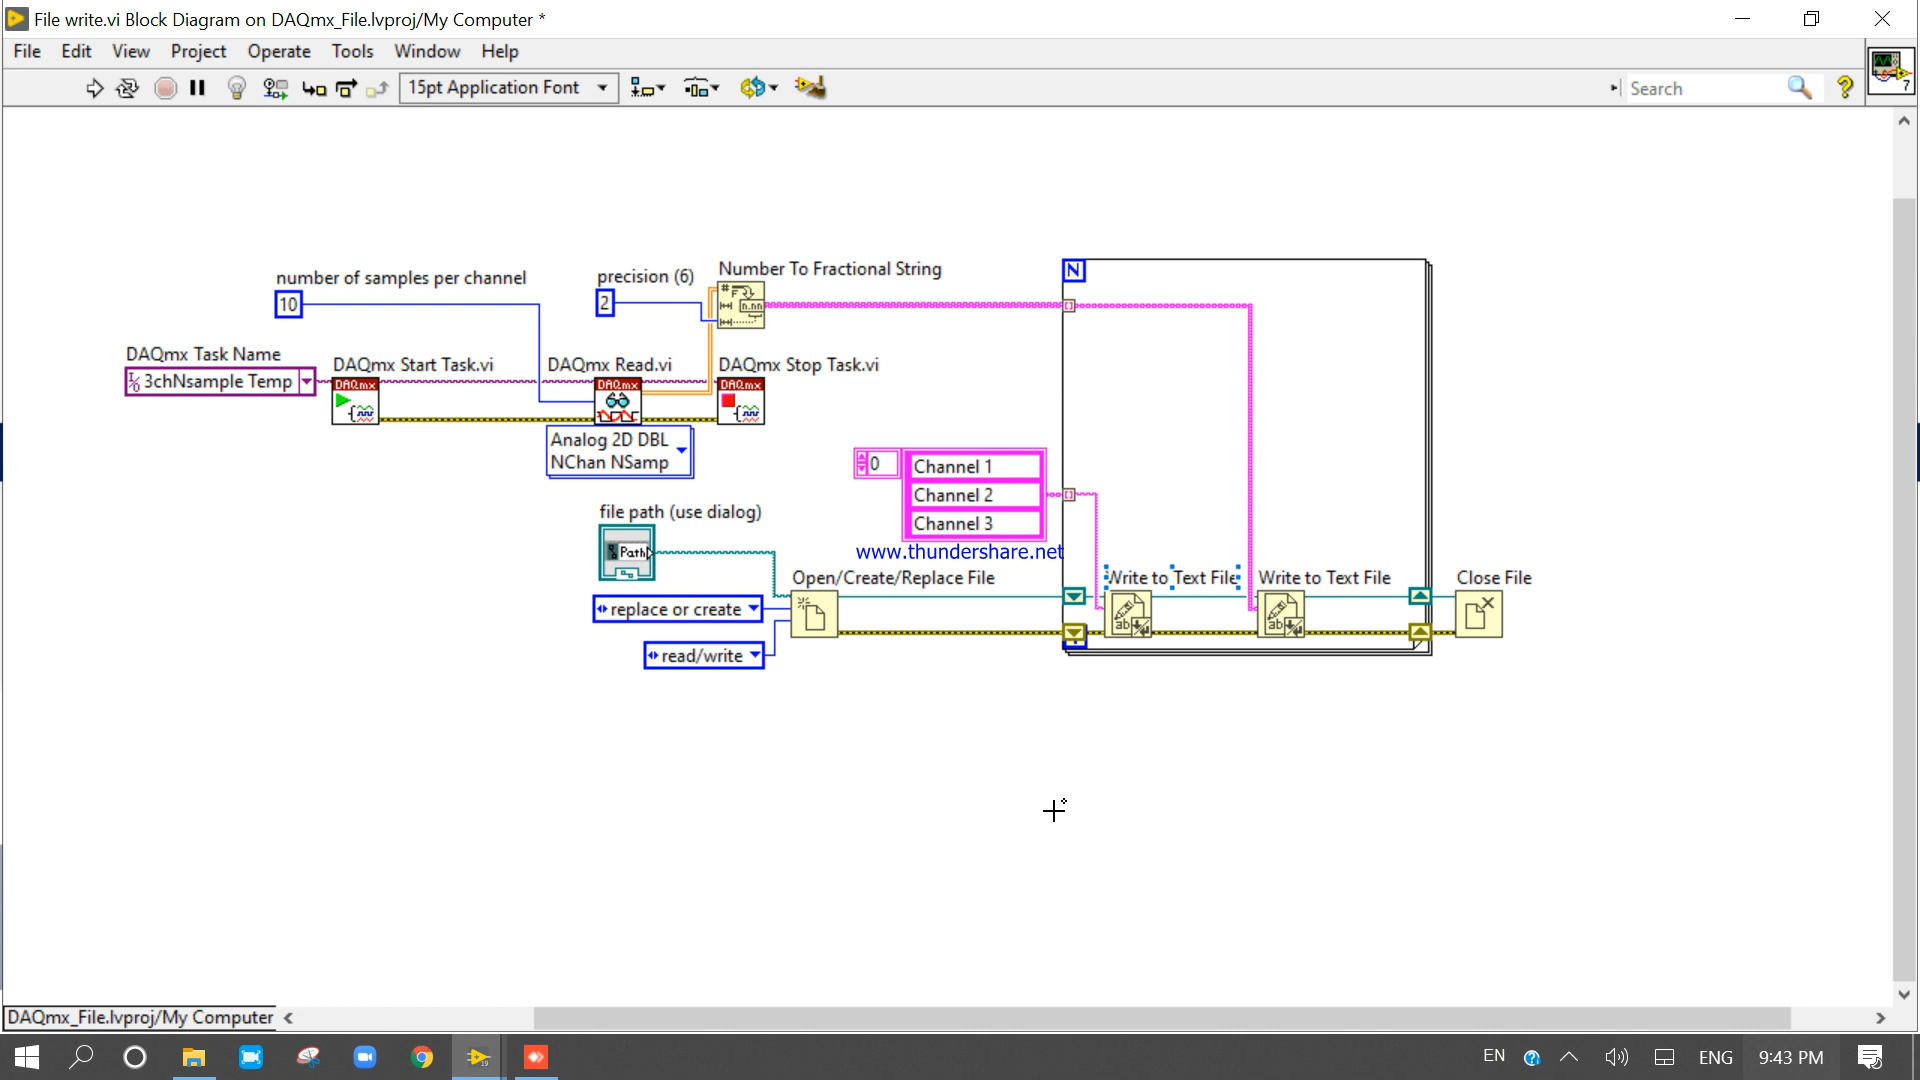 File write.vi Block Diagram on DAQmx_File.lvproj/My Computer *
File Edit View Project Operate Tools Window Help
15pt Application Font
Search
7
number of samples per channel
10
precision (6)
2
Number To Fractional String
N
DAQmx Task Name
3chNsample Temp
DAQmx Start Task.vi
DAQmx Read.vi
DAQmx Stop Task.vi
DAQmx
DAQmx
DAQmx
Analog 2D DBL
NChan NSamp
0
Channel 1
Channel 2
Channel 3
www.thundershare.net
file path (use dialog)
Path
Open/Create/Replace File
replace or create
read/write
Write to Text File
Write to Text File
Close File
ab
ab
DAQmx_File.lvproj/My Computer
EN
ENG
9:43 PM